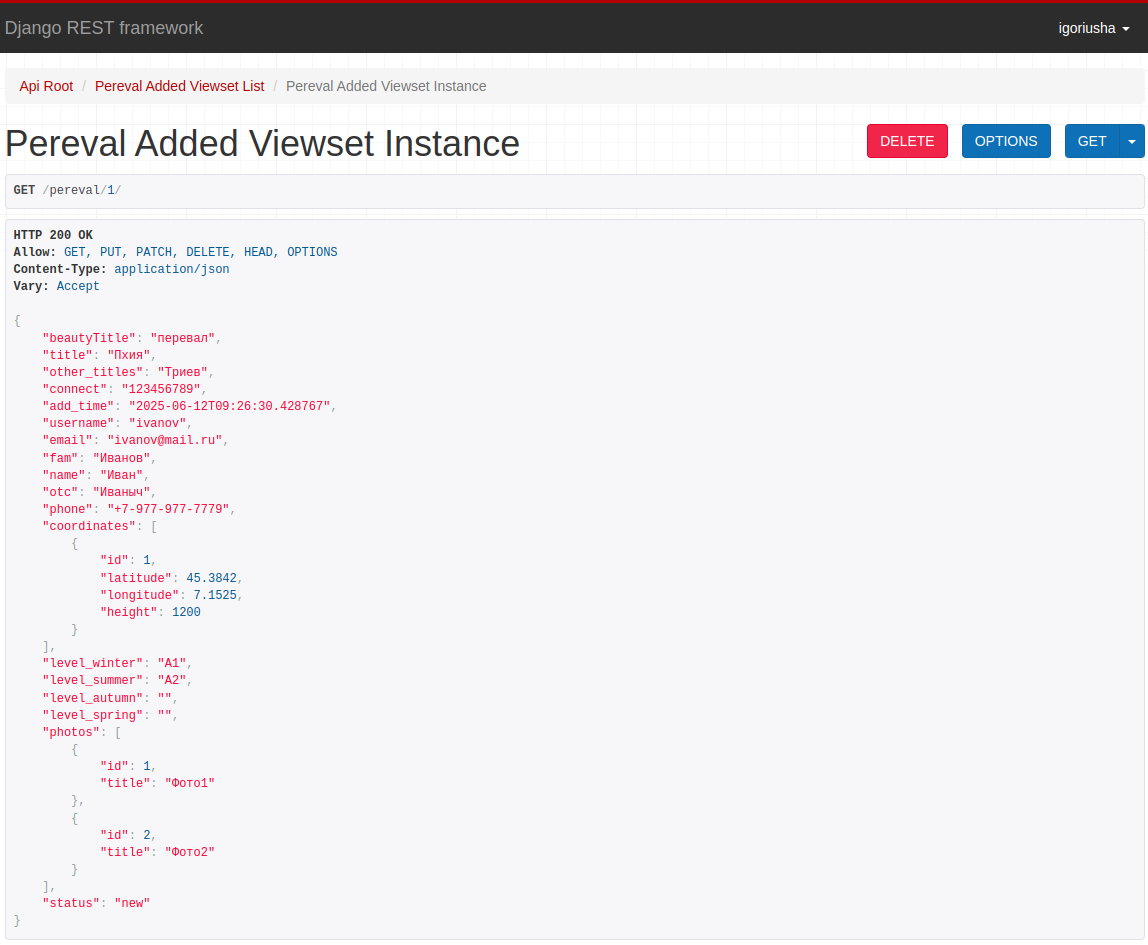 Django REST framework
igoriusha
Api Root / Pereval Added Viewset List / Pereval Added Viewset Instance
Pereval Added Viewset Instance
DELETE
OPTIONS
GET
GET /pereval/1/
HTTP 200 OK
Allow: GET, PUT, PATCH, DELETE, HEAD, OPTIONS
Content-Type: application/json
Vary: Accept
{
    "beautyTitle": "перевал",
    "title": "Пхия",
    "other_titles": "Триев",
    "connect": "123456789",
    "add_time": "2025-06-12T09:26:30.428767",
    "username": "ivanov",
    "email": "ivanov@mail.ru",
    "fam": "Иванов",
    "name": "Иван",
    "otc": "Иваныч",
    "phone": "+7-977-977-7779",
    "coordinates": [
        {
            "id": 1,
            "latitude": 45.3842,
            "longitude": 7.1525,
            "height": 1200
        }
    ],
    "level_winter": "A1",
    "level_summer": "A2",
    "level_autumn": "",
    "level_spring": "",
    "photos": [
        {
            "id": 1,
            "title": "Фото1"
        },
        {
            "id": 2,
            "title": "Фото2"
        }
    ],
    "status": "new"
}